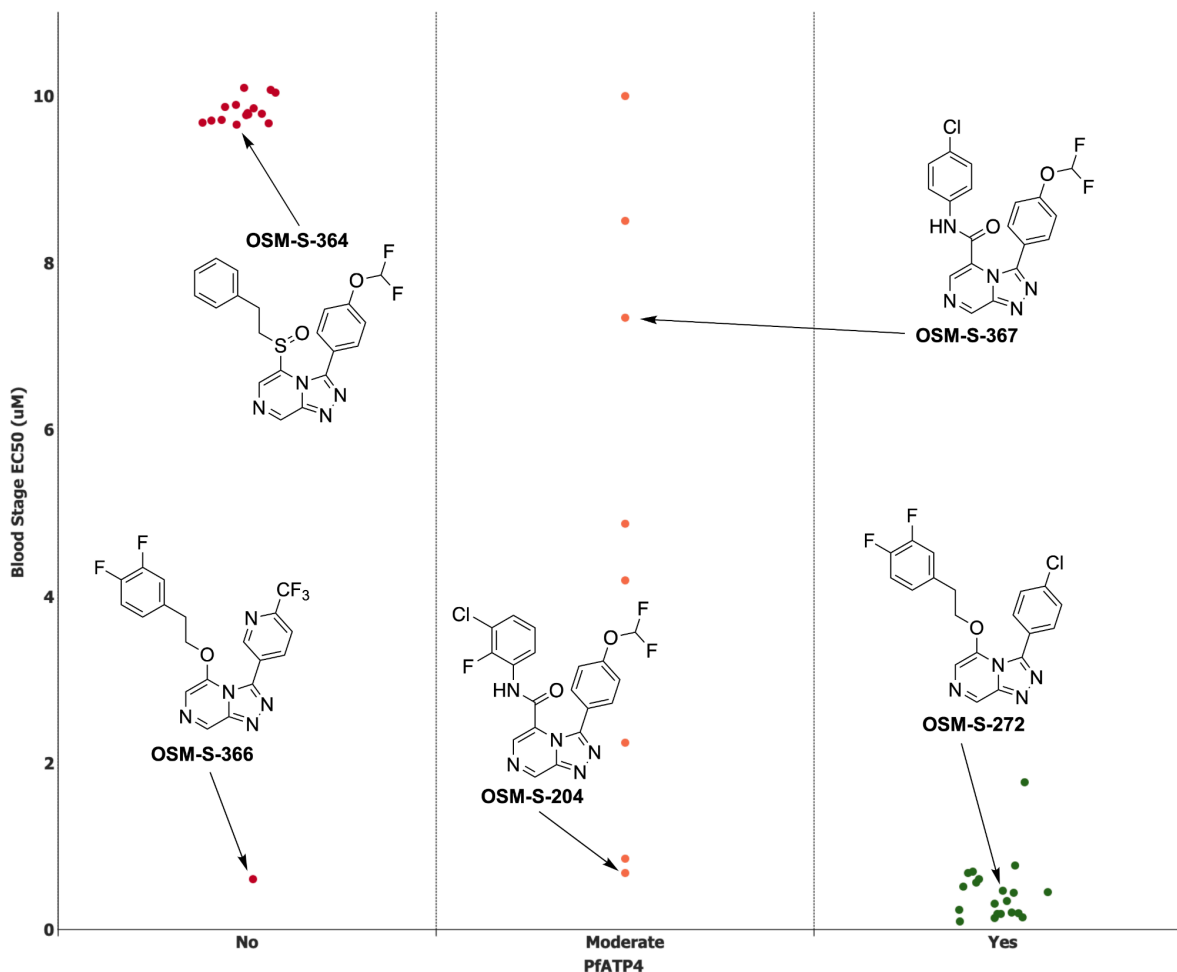 10
8
6
4
2
0
Blood Stage EC50 (uM)
OSM-S-364
F
F
O
O
S
N
N
N
N
Cl
F
F
O
HN
O
N
N
N
N
OSM-S-367
F
F
CF3
N
O
N
N
N
N
OSM-S-366
Cl
F
F
F
O
HN
O
N
N
N
N
OSM-S-204
F
F
Cl
O
N
N
N
N
OSM-S-272
No
Moderate
Yes
PfATP4